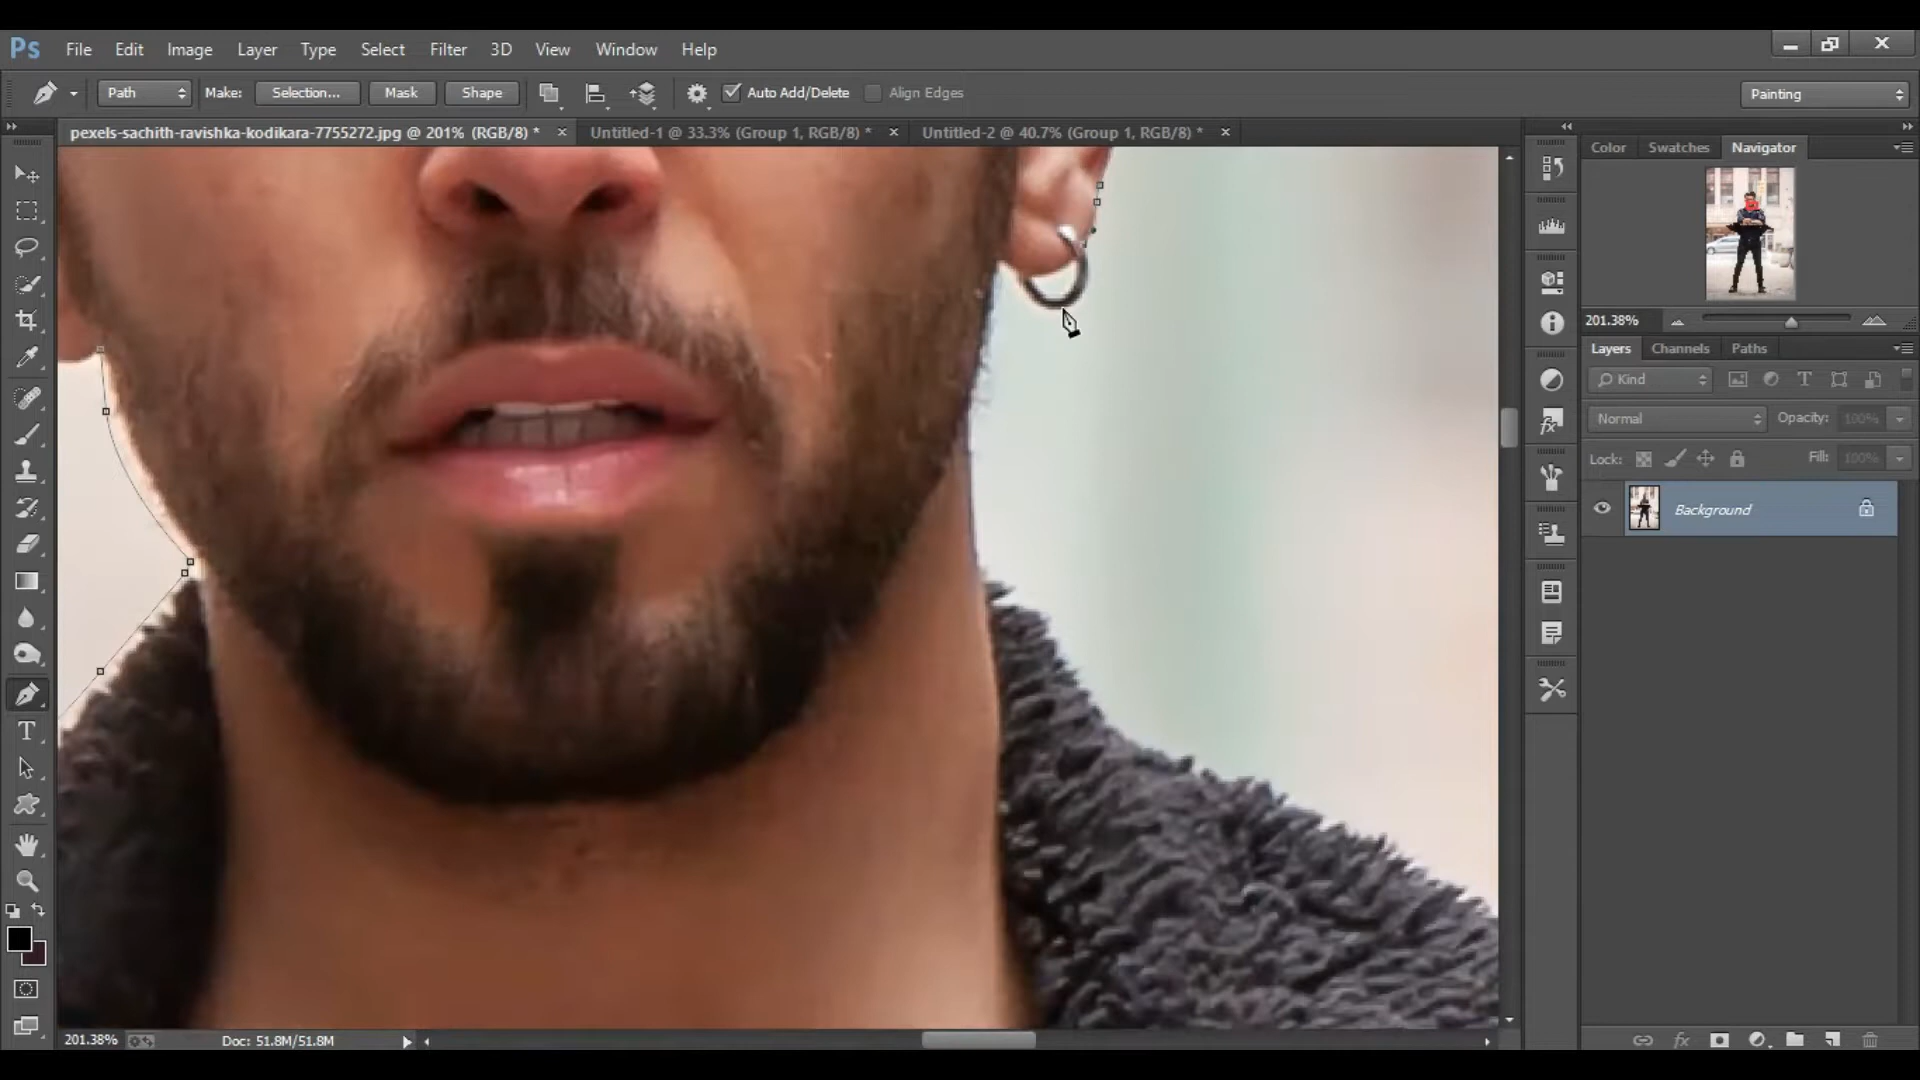 Ps File Edit Image Layer Type Select Filter 3D View Window Help
Path Make: Selection... Mask Shape Auto Add/Delete Align Edges Painting
pexels-sachith-ravishka-kodikara-7755272.jpg @ 201% (RGB/8) * Untitled-1 @ 33.3% (Group 1, RGB/8) * Untitled-2 @ 40.7% (Group 1, RGB/8) *
Color Swatches Navigator
201.38%
Layers Channels Paths
Kind
Normal Opacity: 100%
Lock: Fill: 100%
Background
201.38% Doc: 51.8M/51.8M